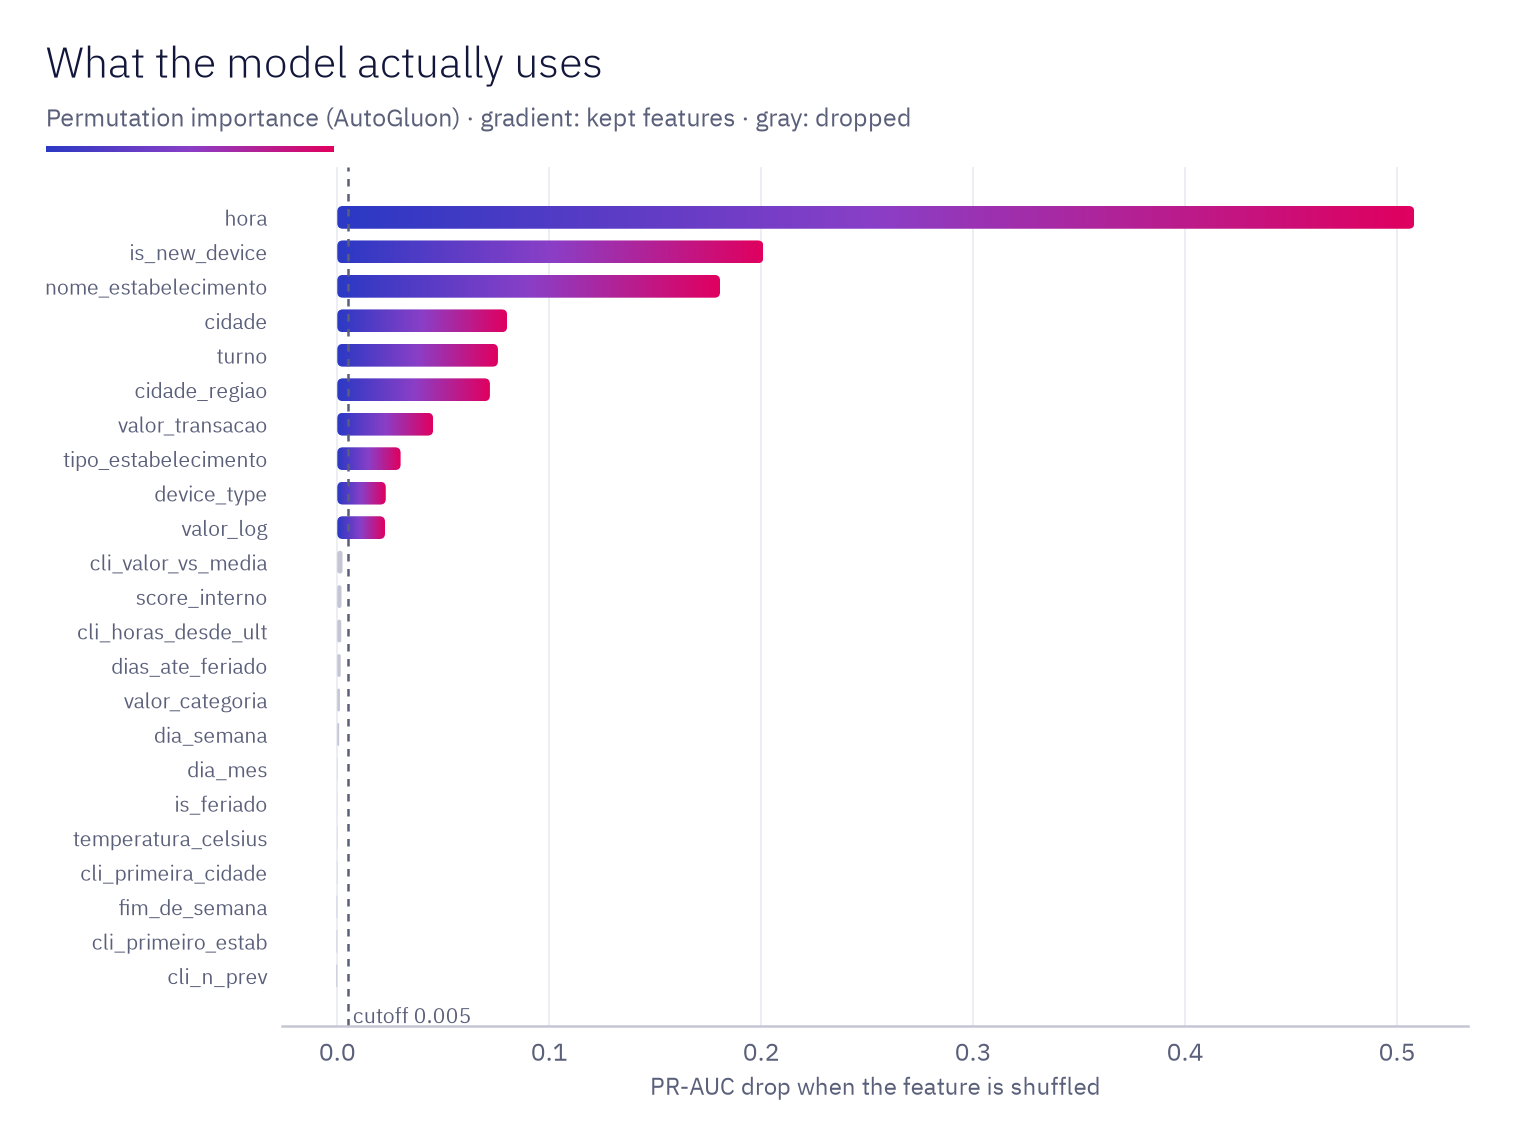 What the model actually uses
Permutation importance (AutoGluon) · gradient: kept features · gray: dropped
hora
is_new_device
nome_estabelecimento
cidade
turno
cidade_regiao
valor_transacao
tipo_estabelecimento
device_type
valor_log
cli_valor_vs_media
score_interno
cli_horas_desde_ult
dias_ate_feriado
valor_categoria
dia_semana
dia_mes
is_feriado
temperatura_celsius
cli_primeira_cidade
fim_de_semana
cli_primeiro_estab
cli_n_prev
cutoff 0.005
0.0 0.1 0.2 0.3 0.4 0.5
PR-AUC drop when the feature is shuffled